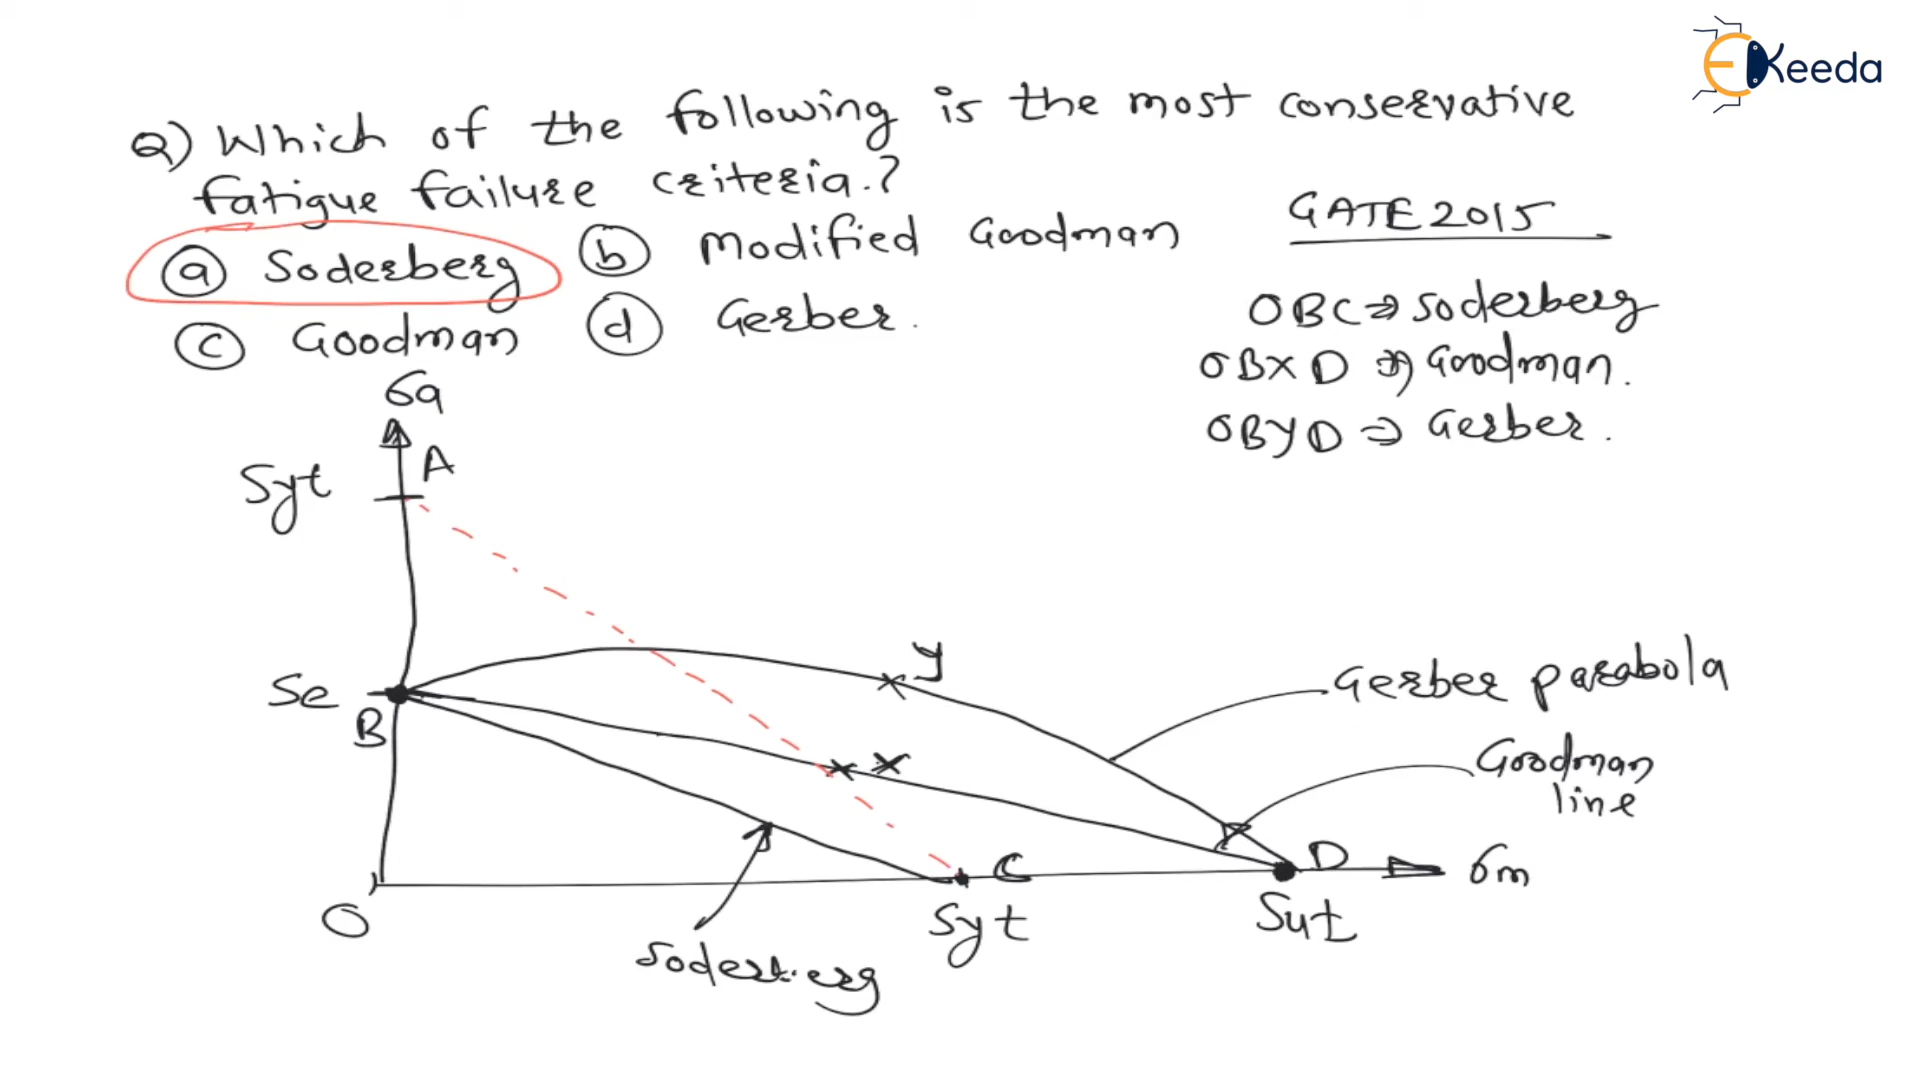 EKeeda
Q) Which of the following is the most conservative
fatigue failure criteria.?
GATE 2015
(a) Soderberg (b) Modified Goodman
(c) Goodman (d) Gerber.
OBC ⇒ Soderberg
OBXD ⇒ Goodman.
OBYD ⇒ Gerber.
σa
A
Syt
y
Se
B
Gerber parabola
x
Goodman
line
D
σm
C
O
Syt
Sut
Soderberg